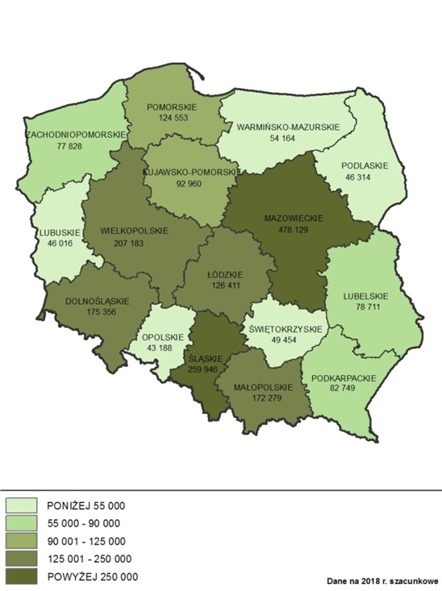 POMORSKIE
124 553
WARMIŃSKO-MAZURSKIE
54 164
ZACHODNIOPOMORSKIE
77 828
PODLASKIE
46 314
KUJAWSKO-POMORSKIE
92 960
MAZOWIECKIE
478 129
LUBUSKIE
46 016
WIELKOPOLSKIE
207 183
ŁÓDZKIE
126 411
LUBELSKIE
78 711
DOLNOŚLĄSKIE
175 356
OPOLSKIE
43 188
ŚWIĘTOKRZYSKIE
49 454
ŚLĄSKIE
259 946
MAŁOPOLSKIE
172 279
PODKARPACKIE
82 749
PONIŻEJ 55 000
55 000 - 90 000
90 001 - 125 000
125 001 - 250 000
POWYŻEJ 250 000
Dane na 2018 r. szacunkowe